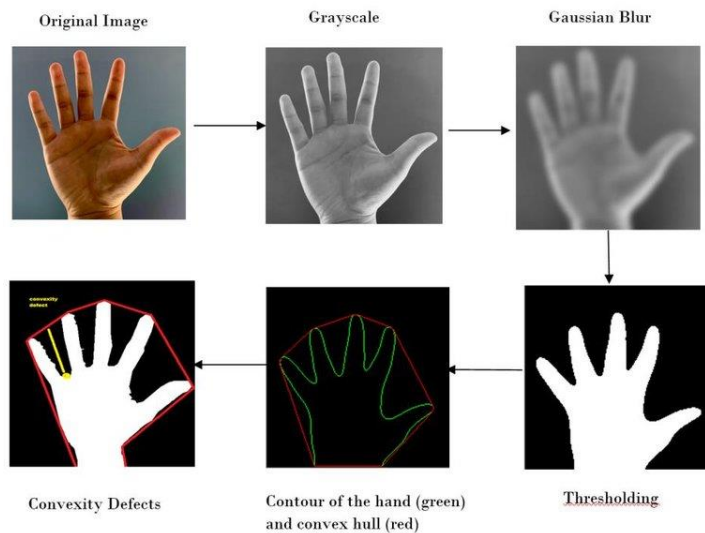 Original Image
Grayscale
Gaussian Blur
convexity
defect
Convexity Defects
Contour of the hand (green)
and convex hull (red)
Thresholding